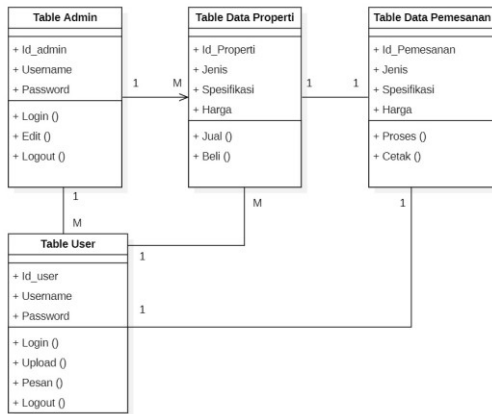 Table Admin
+ Id_admin
+ Username
+ Password
+ Login ()
+ Edit ()
+ Logout ()
1
M
Table Data Properti
+ Id_Properti
+ Jenis
+ Spesifikasi
+ Harga
+ Jual ()
+ Beli ()
1
1
Table Data Pemesanan
+ Id_Pemesanan
+ Jenis
+ Spesifikasi
+ Harga
+ Proses ()
+ Cetak ()
1
M
M
1
Table User
+ Id_user
+ Username
+ Password
+ Login ()
+ Upload ()
+ Pesan ()
+ Logout ()
1
1